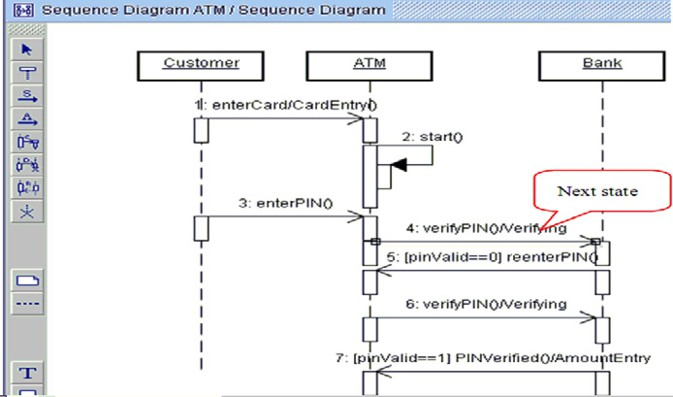 Sequence Diagram ATM / Sequence Diagram
Customer
ATM
Bank
1: enterCard/CardEntry()
2: start()
Next state
3: enterPIN()
4: verifyPIN()/Verifying
5: [pinValid==0] reenterPIN()
6: verifyPIN()/Verifying
7: [pinValid==1] PINVerified()/AmountEntry
S
A
T